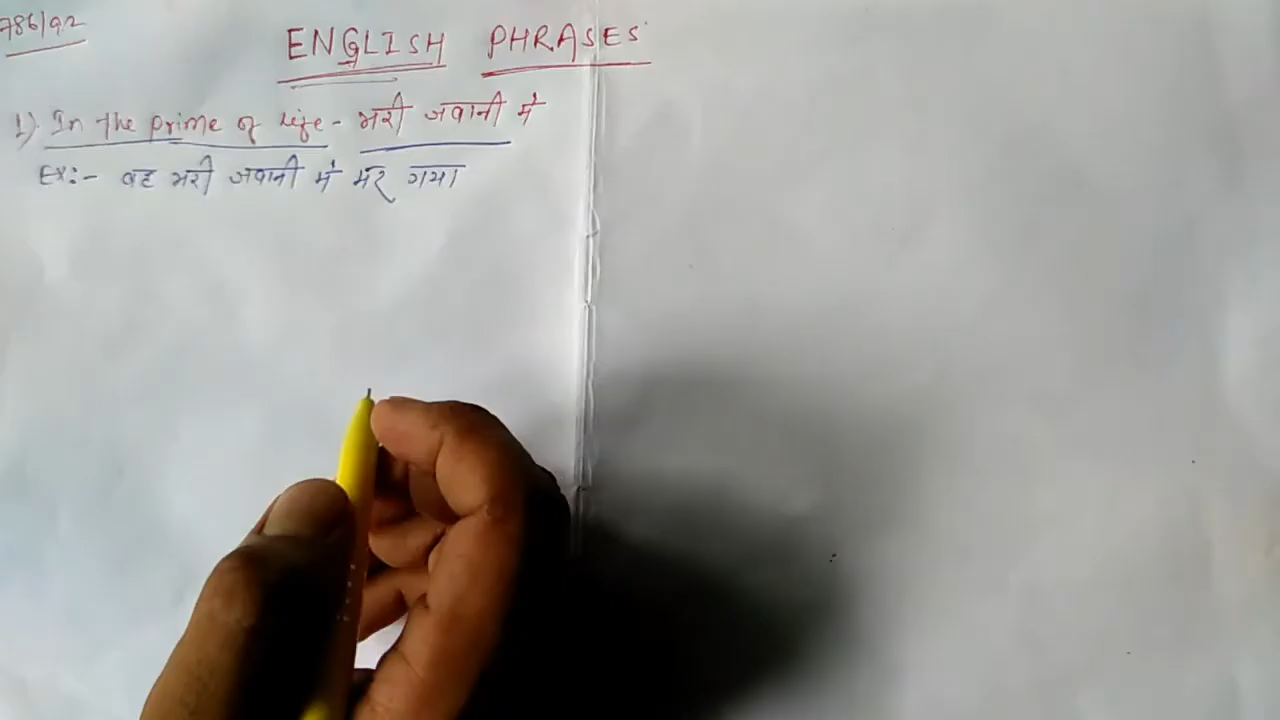 786/92
ENGLISH PHRASES
1). In the prime of life - भरी जवानी मे
Ex:- वह भरी जवानी मे मर गया